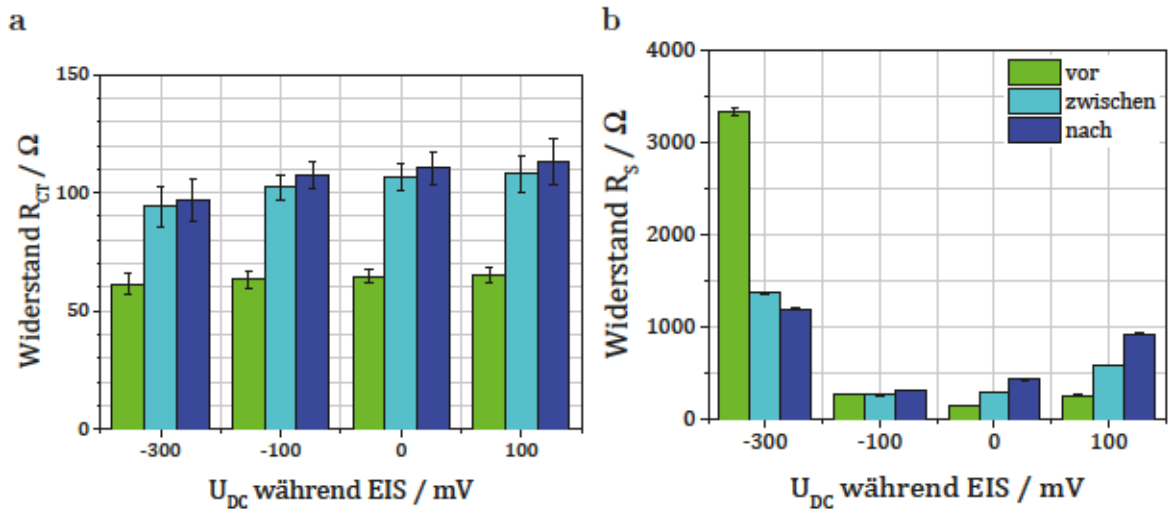 a
150
100
50
0
Widerstand R_CT / Ω
-300 -100 0 100
U_DC während EIS / mV
b
4000
3000
2000
1000
0
Widerstand R_S / Ω
vor
zwischen
nach
-300 -100 0 100
U_DC während EIS / mV